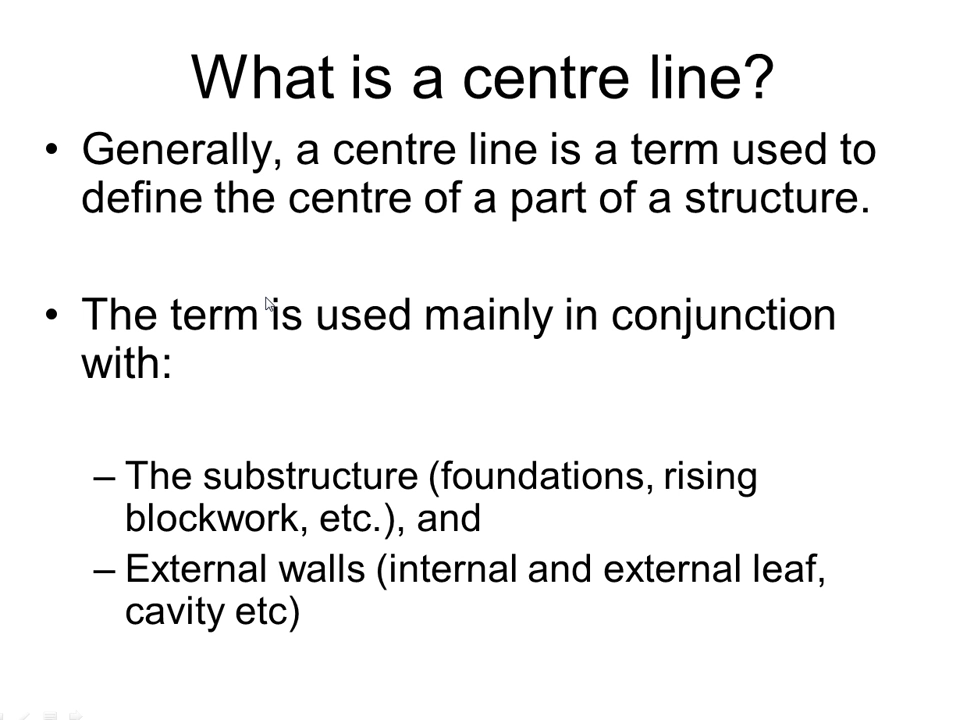 What is a centre line?
• Generally, a centre line is a term used to
define the centre of a part of a structure.
• The term is used mainly in conjunction
with:
– The substructure (foundations, rising
blockwork, etc.), and
– External walls (internal and external leaf,
cavity etc)